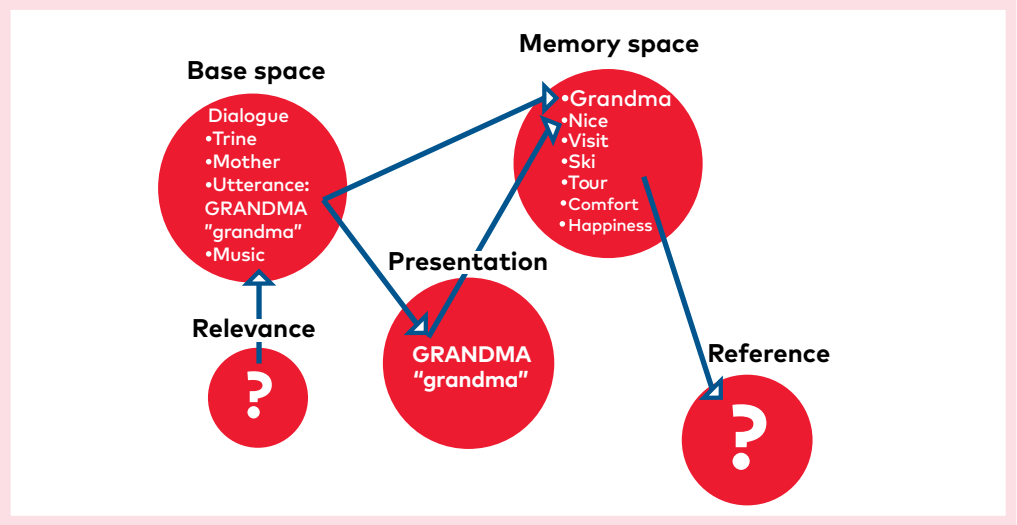 Memory space
Base space
Dialogue
•Trine
•Mother
•Utterance:
GRANDMA
"grandma"
•Music
•Grandma
•Nice
•Visit
•Ski
•Tour
•Comfort
•Happiness
Presentation
GRANDMA
“grandma”
Relevance
?
Reference
?